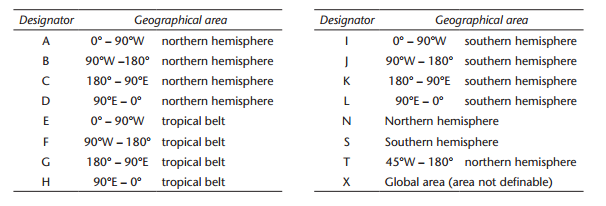 Designator Geographical area
A 0° – 90°W northern hemisphere
B 90°W –180° northern hemisphere
C 180° – 90°E northern hemisphere
D 90°E – 0° northern hemisphere
E 0° – 90°W tropical belt
F 90°W – 180° tropical belt
G 180° – 90°E tropical belt
H 90°E – 0° tropical belt
Designator Geographical area
I 0° – 90°W southern hemisphere
J 90°W – 180° southern hemisphere
K 180° – 90°E southern hemisphere
L 90°E – 0° southern hemisphere
N Northern hemisphere
S Southern hemisphere
T 45°W – 180° northern hemisphere
X Global area (area not definable)